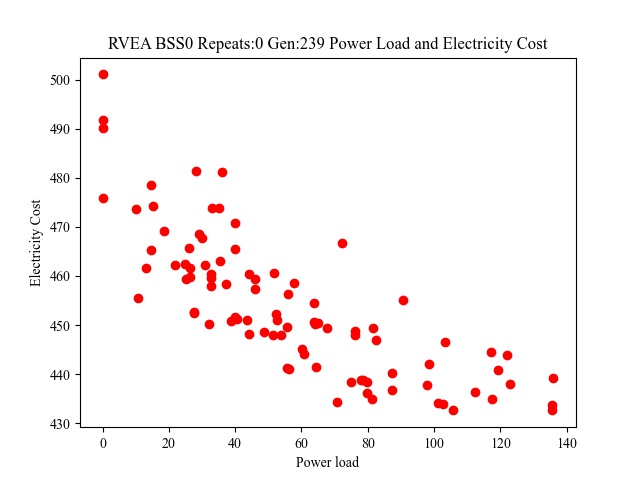 RVEA BSS0 Repeats:0 Gen:239 Power Load and Electricity Cost
500
490
480
470
460
450
440
430
Electricity Cost
0 20 40 60 80 100 120 140
Power load